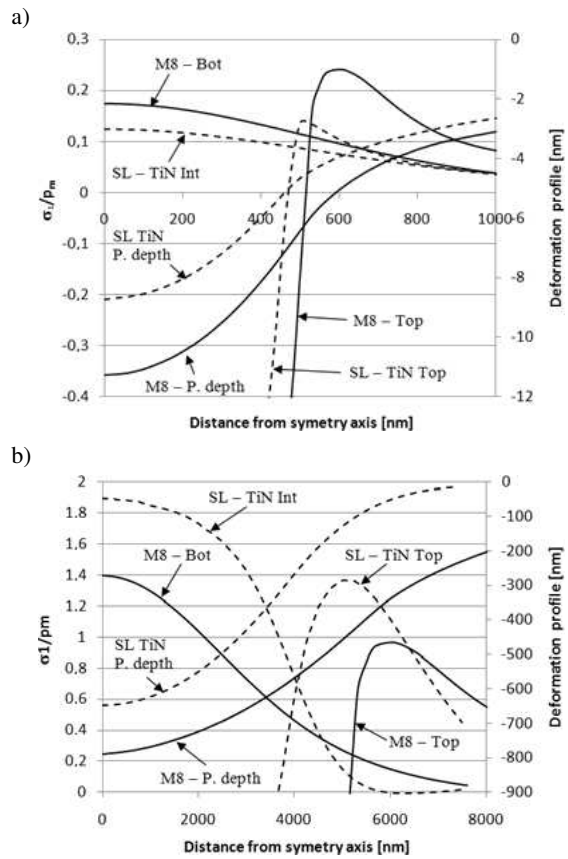 a)
0,3
0,2
0,1
0
-0,1
-0,2
-0,3
-0,4
σ₁/pₘ
0
200
400
600
800
1000
0
-2
-4
-6
-8
-10
-12
Deformation profile [nm]
M8 – Bot
SL – TiN Int
SL TiN
P. depth
M8 – P. depth
M8 – Top
SL – TiN Top
Distance from symetry axis [nm]
b)
2
1.8
1.6
1.4
1.2
1
0.8
0.6
0.4
0.2
0
σ1/pm
0
2000
4000
6000
8000
0
-100
-200
-300
-400
-500
-600
-700
-800
-900
Deformation profile [nm]
SL – TiN Int
M8 – Bot
SL – TiN Top
SL TiN
P. depth
M8 – Top
M8 – P. depth
Distance from symetry axis [nm]